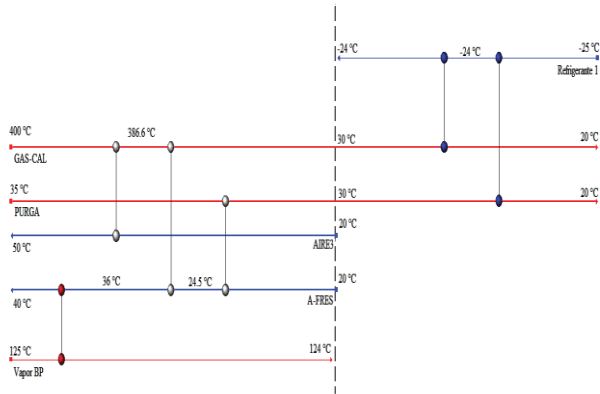 -24 °C -24 °C -25 °C
Refrigerante 1
400 °C 386.6 °C 30 °C 20 °C
GAS-CAL
35 °C 30 °C 20 °C
PURGA
50 °C AIRE3 20 °C
36 °C 24.5 °C 20 °C
40 °C A-FRES
125 °C 124 °C
Vapor BP